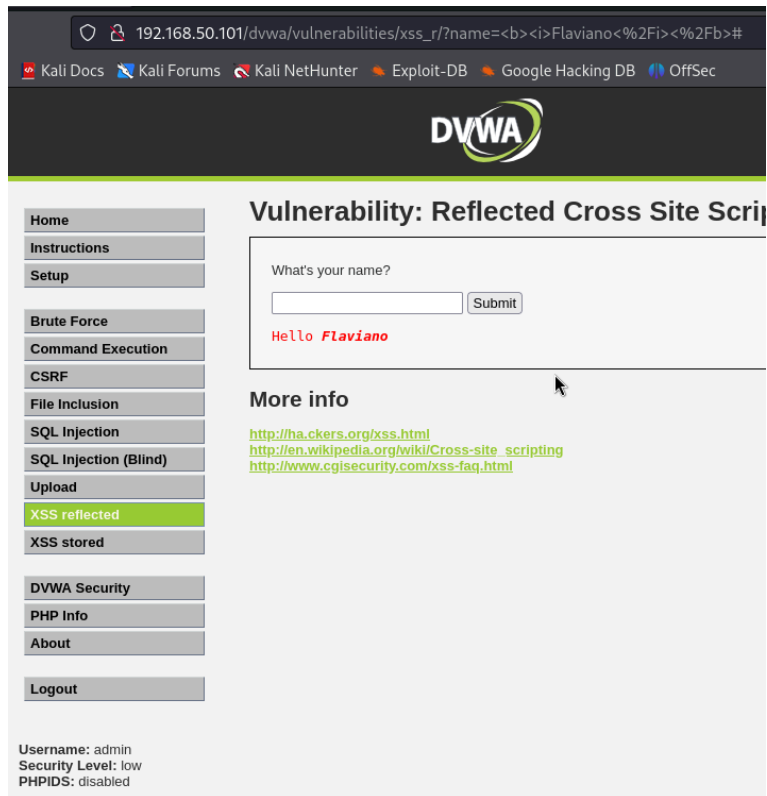 192.168.50.101/dvwa/vulnerabilities/xss_r/?name=<b><i>Flaviano<%2Fi><%2Fb>#
Kali Docs Kali Forums Kali NetHunter Exploit-DB Google Hacking DB OffSec
DVWA
Home
Instructions
Setup
Brute Force
Command Execution
CSRF
File Inclusion
SQL Injection
SQL Injection (Blind)
Upload
XSS reflected
XSS stored
DVWA Security
PHP Info
About
Logout
Username: admin
Security Level: low
PHPIDS: disabled
Vulnerability: Reflected Cross Site Scrip
What's your name?
Submit
Hello Flaviano
More info
http://ha.ckers.org/xss.html
http://en.wikipedia.org/wiki/Cross-site_scripting
http://www.cgisecurity.com/xss-faq.html